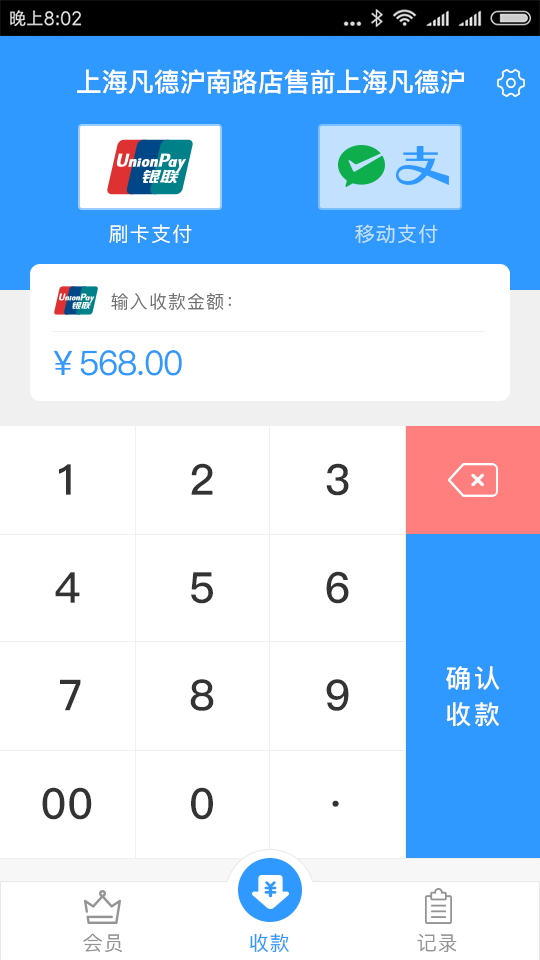 晚上8:02
上海凡德沪南路店售前上海凡德沪
UnionPay
银联
支
刷卡支付
移动支付
UnionPay
银联
输入收款金额：
￥568.00
1
2
3
4
5
6
7
8
9
确认
收款
00
0
·
￥
会员
收款
记录